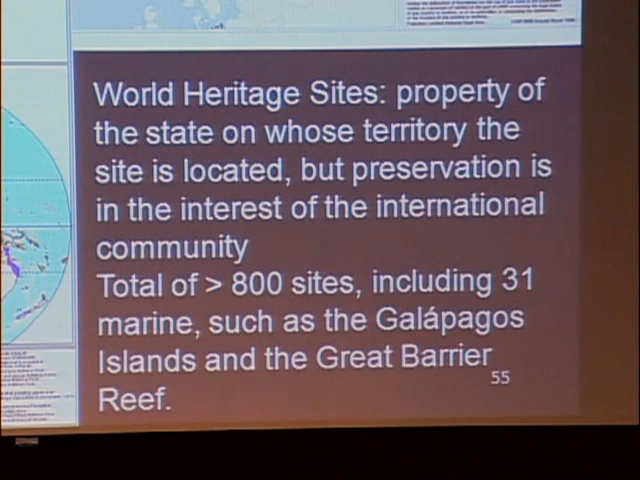 World Heritage Sites: property of
the state on whose territory the
site is located, but preservation is
in the interest of the international
community
Total of > 800 sites, including 31
marine, such as the Galápagos
Islands and the Great Barrier
Reef.
55